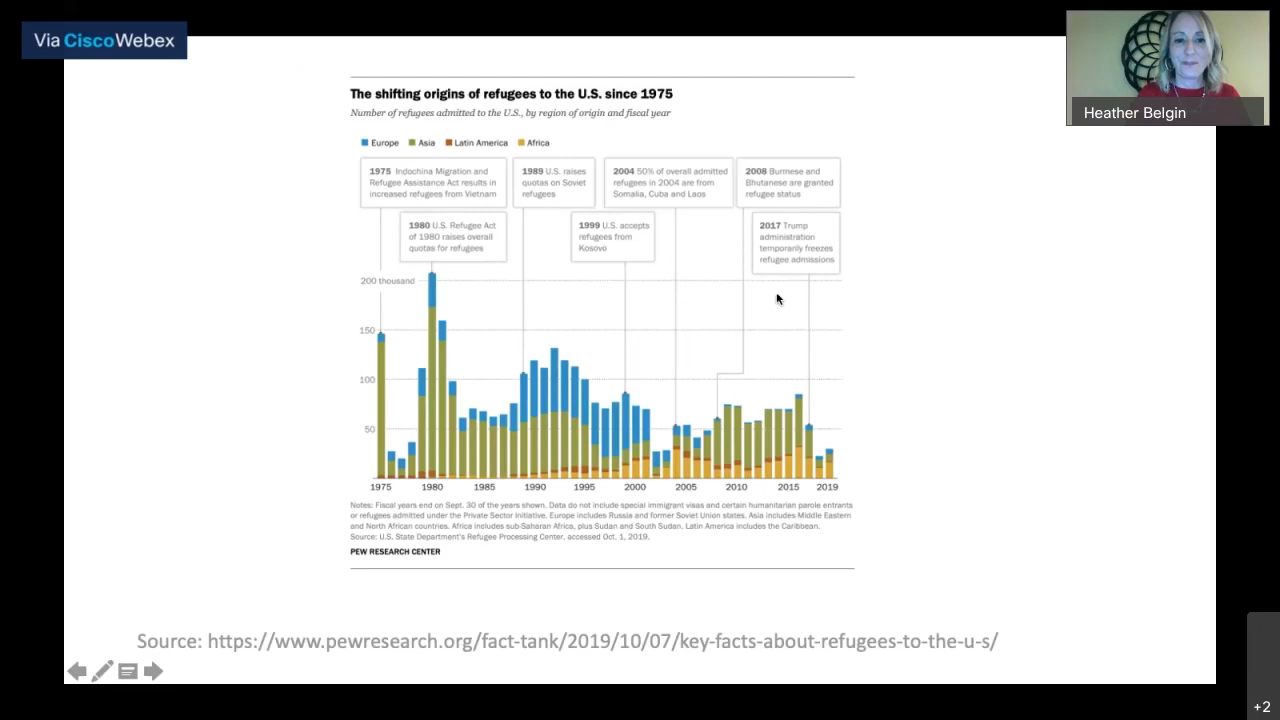 Via Cisco Webex
Heather Belgin
The shifting origins of refugees to the U.S. since 1975
Number of refugees admitted to the U.S., by region of origin and fiscal year
Europe Asia Latin America Africa
1975 Indochina Migration and
Refugee Assistance Act results in
increased refugees from Vietnam
1989 U.S. raises
quotas on Soviet
refugees
2004 50% of overall admitted
refugees in 2004 are from
Somalia, Cuba and Laos
2008 Burmese and
Bhutanese are granted
refugee status
1980 U.S. Refugee Act
of 1980 raises overall
quotas for refugees
1999 U.S. accepts
refugees from
Kosovo
2017 Trump
administration
temporarily freezes
refugee admissions
200 thousand
150
100
50
1975 1980 1985 1990 1995 2000 2005 2010 2015 2019
Notes: Fiscal years end on Sept. 30 of the years shown. Data do not include special immigrant visas and certain humanitarian parole entrants
or refugees admitted under the Private Sector Initiative. Europe includes Russia and former Soviet Union states. Asia includes Middle Eastern
and North African countries. Africa includes sub-Saharan Africa, plus Sudan and South Sudan. Latin America includes the Caribbean.
Source: U.S. State Department's Refugee Processing Center, accessed Oct. 1, 2019.
PEW RESEARCH CENTER
Source: https://www.pewresearch.org/fact-tank/2019/10/07/key-facts-about-refugees-to-the-u-s/
+2